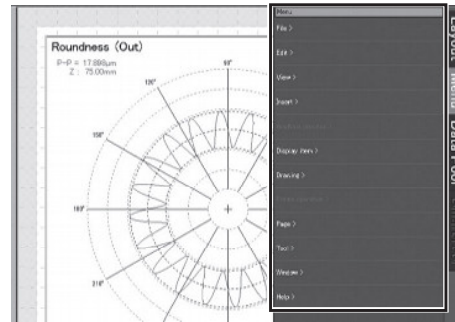 Roundness (Out)
P-P = 17.898µm
Z : 75.00mm
90°
120°
150°
180°
210°
Menu
File >
Edit >
View >
Insert >
Display item >
Drawing >
Page >
Tool >
Window >
Help >
Layout
Menu
Data Pool